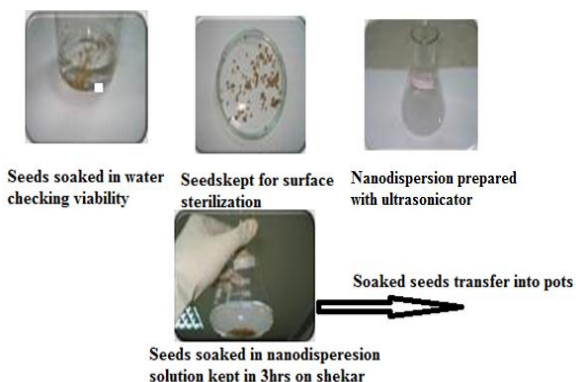 Seeds soaked in water
checking viability
Seedskept for surface
sterilization
Nanodispersion prepared
with ultrasonicator
Soaked seeds transfer into pots
Seeds soaked in nanodisperesion
solution kept in 3hrs on shekar